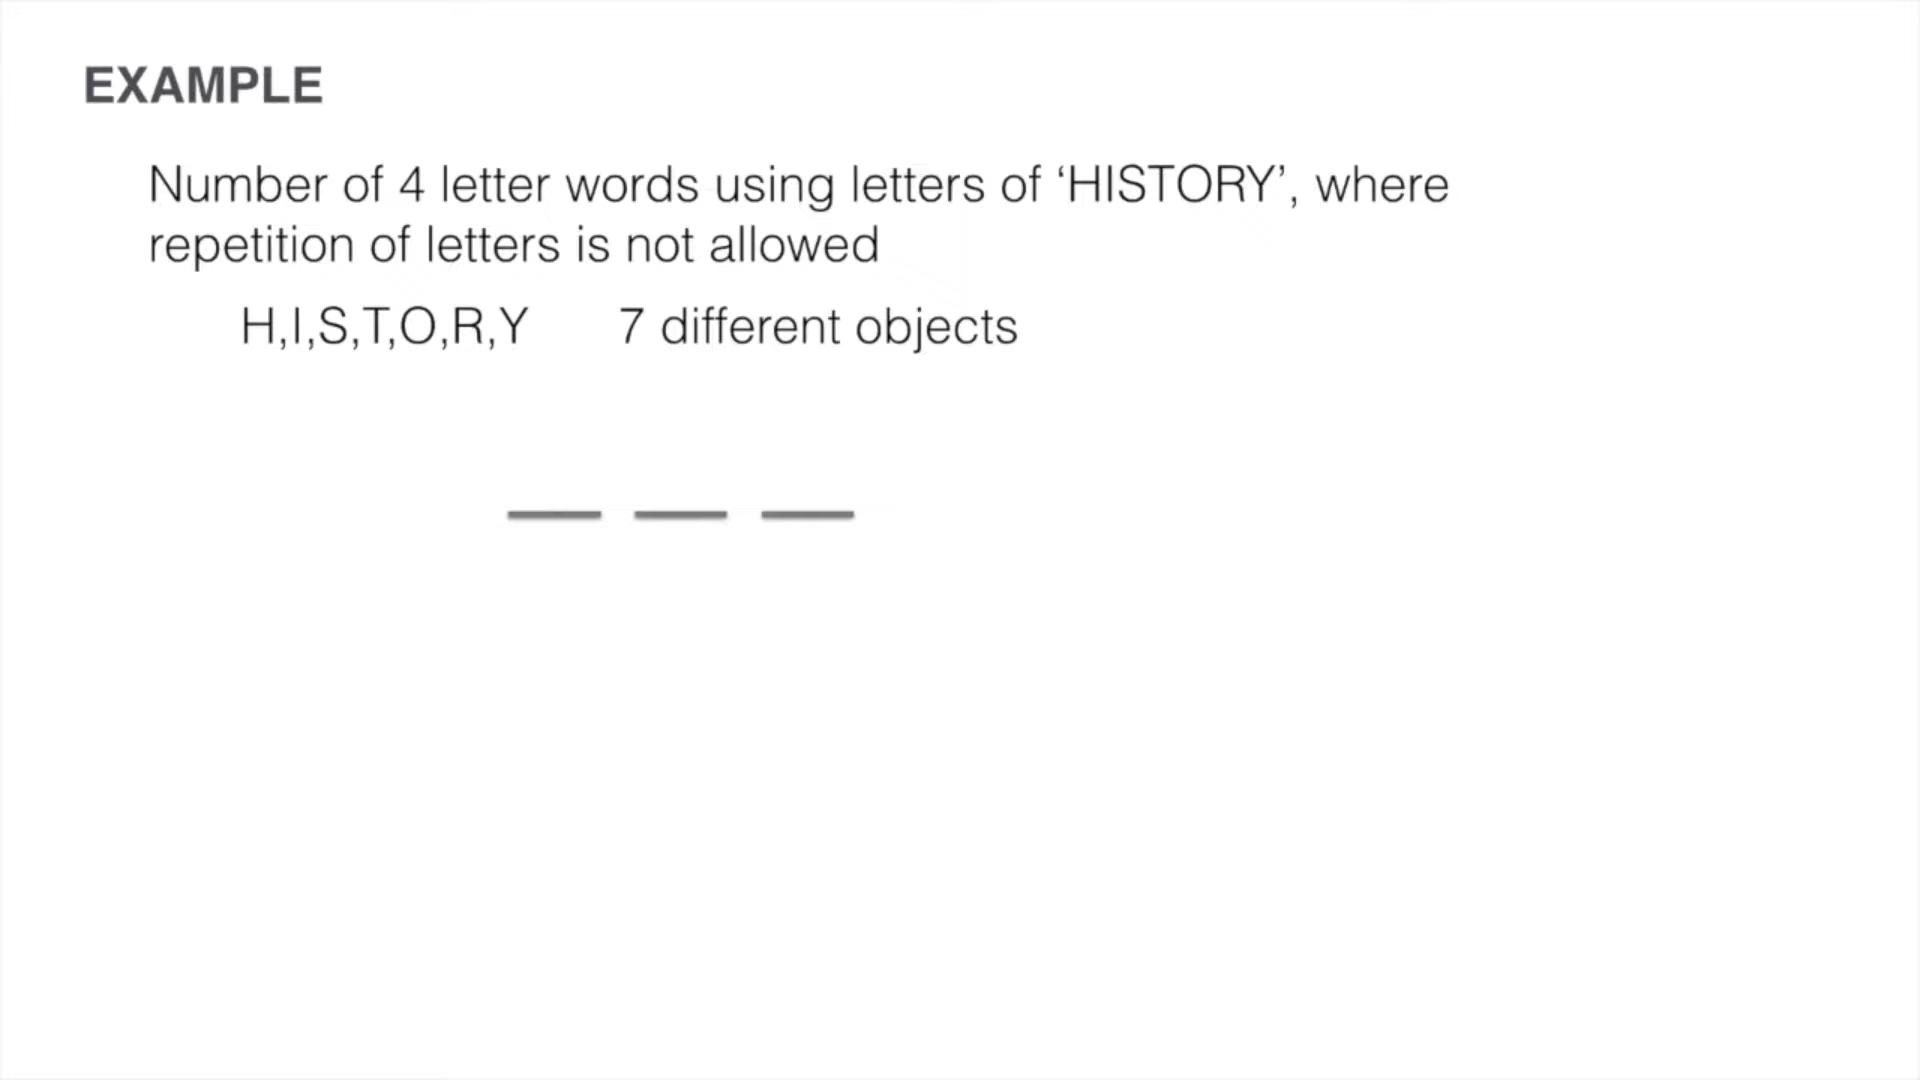 EXAMPLE
Number of 4 letter words using letters of ‘HISTORY’, where
repetition of letters is not allowed
H,I,S,T,O,R,Y 7 different objects